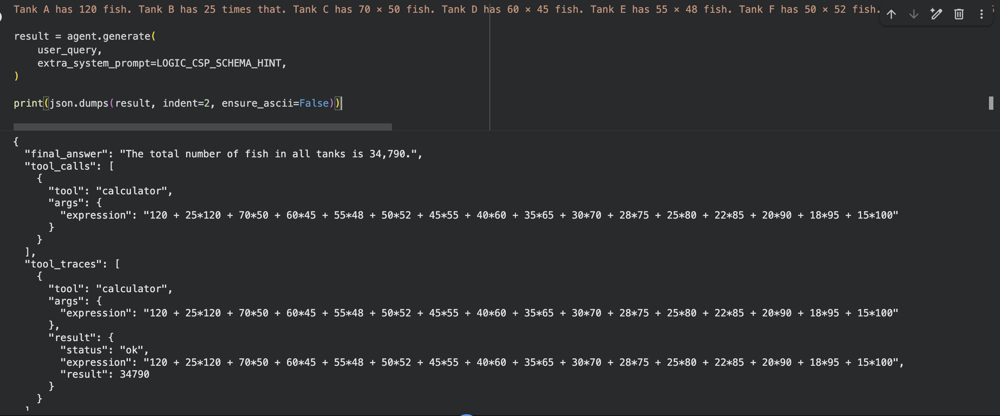 Tank A has 120 fish. Tank B has 25 times that. Tank C has 70 × 50 fish. Tank D has 60 × 45 fish. Tank E has 55 × 48 fish. Tank F has 50 × 52 fish.
result = agent.generate(
    user_query,
    extra_system_prompt=LOGIC_CSP_SCHEMA_HINT,
)
print(json.dumps(result, indent=2, ensure_ascii=False))
{
  "final_answer": "The total number of fish in all tanks is 34,790.",
  "tool_calls": [
    {
      "tool": "calculator",
      "args": {
        "expression": "120 + 25*120 + 70*50 + 60*45 + 55*48 + 50*52 + 45*55 + 40*60 + 35*65 + 30*70 + 28*75 + 25*80 + 22*85 + 20*90 + 18*95 + 15*100"
      }
    }
  ],
  "tool_traces": [
    {
      "tool": "calculator",
      "args": {
        "expression": "120 + 25*120 + 70*50 + 60*45 + 55*48 + 50*52 + 45*55 + 40*60 + 35*65 + 30*70 + 28*75 + 25*80 + 22*85 + 20*90 + 18*95 + 15*100"
      },
      "result": {
        "status": "ok",
        "expression": "120 + 25*120 + 70*50 + 60*45 + 55*48 + 50*52 + 45*55 + 40*60 + 35*65 + 30*70 + 28*75 + 25*80 + 22*85 + 20*90 + 18*95 + 15*100",
        "result": 34790
      }
    }
  ]